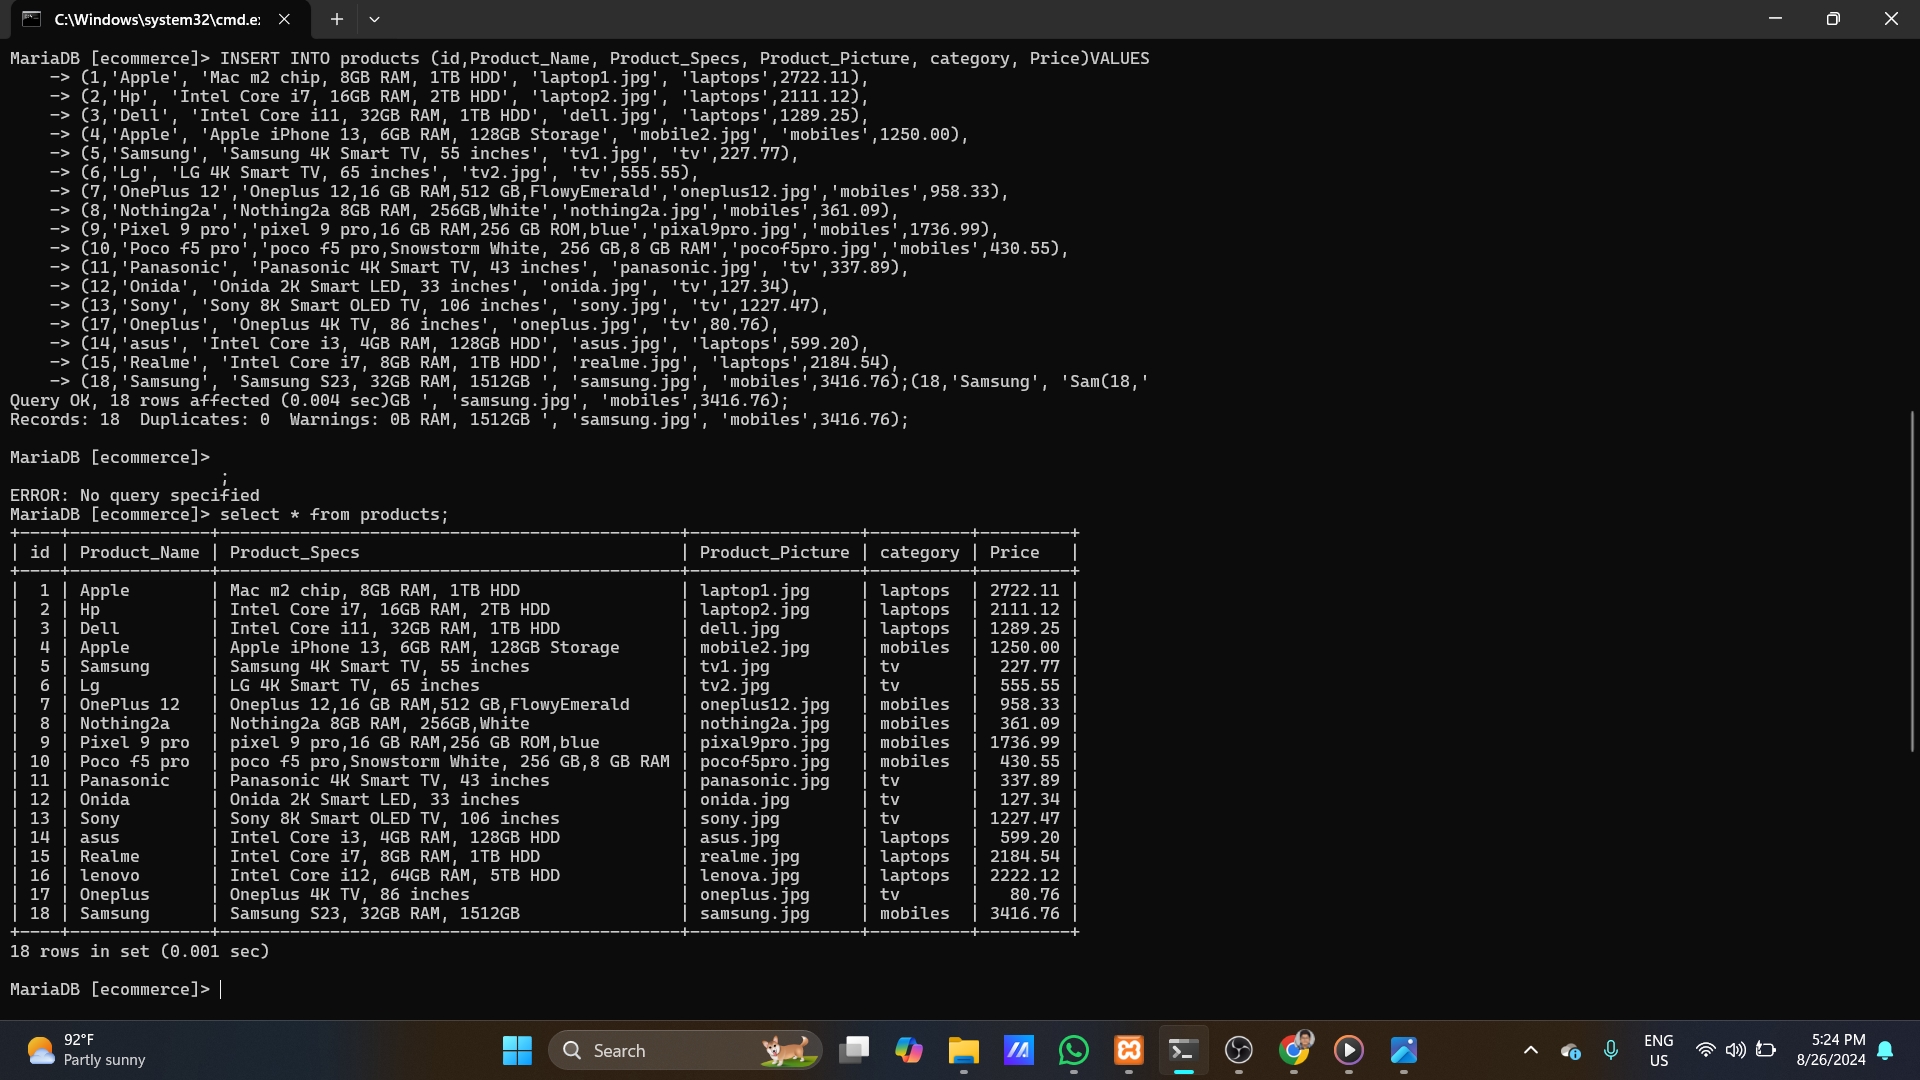 C:\Windows\system32\cmd.e:
MariaDB [ecommerce]> INSERT INTO products (id,Product_Name, Product_Specs, Product_Picture, category, Price)VALUES
-> (1,'Apple', 'Mac m2 chip, 8GB RAM, 1TB HDD', 'laptop1.jpg', 'laptops',2722.11),
-> (2,'Hp', 'Intel Core i7, 16GB RAM, 2TB HDD', 'laptop2.jpg', 'laptops',2111.12),
-> (3,'Dell', 'Intel Core i11, 32GB RAM, 1TB HDD', 'dell.jpg', 'laptops',1289.25),
-> (4,'Apple', 'Apple iPhone 13, 6GB RAM, 128GB Storage', 'mobile2.jpg', 'mobiles',1250.00),
-> (5,'Samsung', 'Samsung 4K Smart TV, 55 inches', 'tv1.jpg', 'tv',227.77),
-> (6,'Lg', 'LG 4K Smart TV, 65 inches', 'tv2.jpg', 'tv',555.55),
-> (7,'OnePlus 12','Oneplus 12,16 GB RAM,512 GB,FlowyEmerald','oneplus12.jpg','mobiles',958.33),
-> (8,'Nothing2a','Nothing2a 8GB RAM, 256GB,White','nothing2a.jpg','mobiles',361.09),
-> (9,'Pixel 9 pro','pixel 9 pro,16 GB RAM,256 GB ROM,blue','pixal9pro.jpg','mobiles',1736.99),
-> (10,'Poco f5 pro','poco f5 pro,Snowstorm White, 256 GB,8 GB RAM','pocof5pro.jpg','mobiles',430.55),
-> (11,'Panasonic', 'Panasonic 4K Smart TV, 43 inches', 'panasonic.jpg', 'tv',337.89),
-> (12,'Onida', 'Onida 2K Smart LED, 33 inches', 'onida.jpg', 'tv',127.34),
-> (13,'Sony', 'Sony 8K Smart OLED TV, 106 inches', 'sony.jpg', 'tv',1227.47),
-> (17,'Oneplus', 'Oneplus 4K TV, 86 inches', 'oneplus.jpg', 'tv',80.76),
-> (14,'asus', 'Intel Core i3, 4GB RAM, 128GB HDD', 'asus.jpg', 'laptops',599.20),
-> (15,'Realme', 'Intel Core i7, 8GB RAM, 1TB HDD', 'realme.jpg', 'laptops',2184.54),
-> (18,'Samsung', 'Samsung S23, 32GB RAM, 1512GB ', 'samsung.jpg', 'mobiles',3416.76);(18,'Samsung', 'Sam(18,'
Query OK, 18 rows affected (0.004 sec)GB ', 'samsung.jpg', 'mobiles',3416.76);
Records: 18  Duplicates: 0  Warnings: 0B RAM, 1512GB ', 'samsung.jpg', 'mobiles',3416.76);
MariaDB [ecommerce]>
;
ERROR: No query specified
MariaDB [ecommerce]> select * from products;
| id | Product_Name | Product_Specs | Product_Picture | category | Price |
| 1 | Apple | Mac m2 chip, 8GB RAM, 1TB HDD | laptop1.jpg | laptops | 2722.11 |
| 2 | Hp | Intel Core i7, 16GB RAM, 2TB HDD | laptop2.jpg | laptops | 2111.12 |
| 3 | Dell | Intel Core i11, 32GB RAM, 1TB HDD | dell.jpg | laptops | 1289.25 |
| 4 | Apple | Apple iPhone 13, 6GB RAM, 128GB Storage | mobile2.jpg | mobiles | 1250.00 |
| 5 | Samsung | Samsung 4K Smart TV, 55 inches | tv1.jpg | tv | 227.77 |
| 6 | Lg | LG 4K Smart TV, 65 inches | tv2.jpg | tv | 555.55 |
| 7 | OnePlus 12 | Oneplus 12,16 GB RAM,512 GB,FlowyEmerald | oneplus12.jpg | mobiles | 958.33 |
| 8 | Nothing2a | Nothing2a 8GB RAM, 256GB,White | nothing2a.jpg | mobiles | 361.09 |
| 9 | Pixel 9 pro | pixel 9 pro,16 GB RAM,256 GB ROM,blue | pixal9pro.jpg | mobiles | 1736.99 |
| 10 | Poco f5 pro | poco f5 pro,Snowstorm White, 256 GB,8 GB RAM | pocof5pro.jpg | mobiles | 430.55 |
| 11 | Panasonic | Panasonic 4K Smart TV, 43 inches | panasonic.jpg | tv | 337.89 |
| 12 | Onida | Onida 2K Smart LED, 33 inches | onida.jpg | tv | 127.34 |
| 13 | Sony | Sony 8K Smart OLED TV, 106 inches | sony.jpg | tv | 1227.47 |
| 14 | asus | Intel Core i3, 4GB RAM, 128GB HDD | asus.jpg | laptops | 599.20 |
| 15 | Realme | Intel Core i7, 8GB RAM, 1TB HDD | realme.jpg | laptops | 2184.54 |
| 16 | lenovo | Intel Core i12, 64GB RAM, 5TB HDD | lenova.jpg | laptops | 2222.12 |
| 17 | Oneplus | Oneplus 4K TV, 86 inches | oneplus.jpg | tv | 80.76 |
| 18 | Samsung | Samsung S23, 32GB RAM, 1512GB | samsung.jpg | mobiles | 3416.76 |
18 rows in set (0.001 sec)
MariaDB [ecommerce]>
92°F
Partly sunny
Search
ENG
US
5:24 PM
8/26/2024